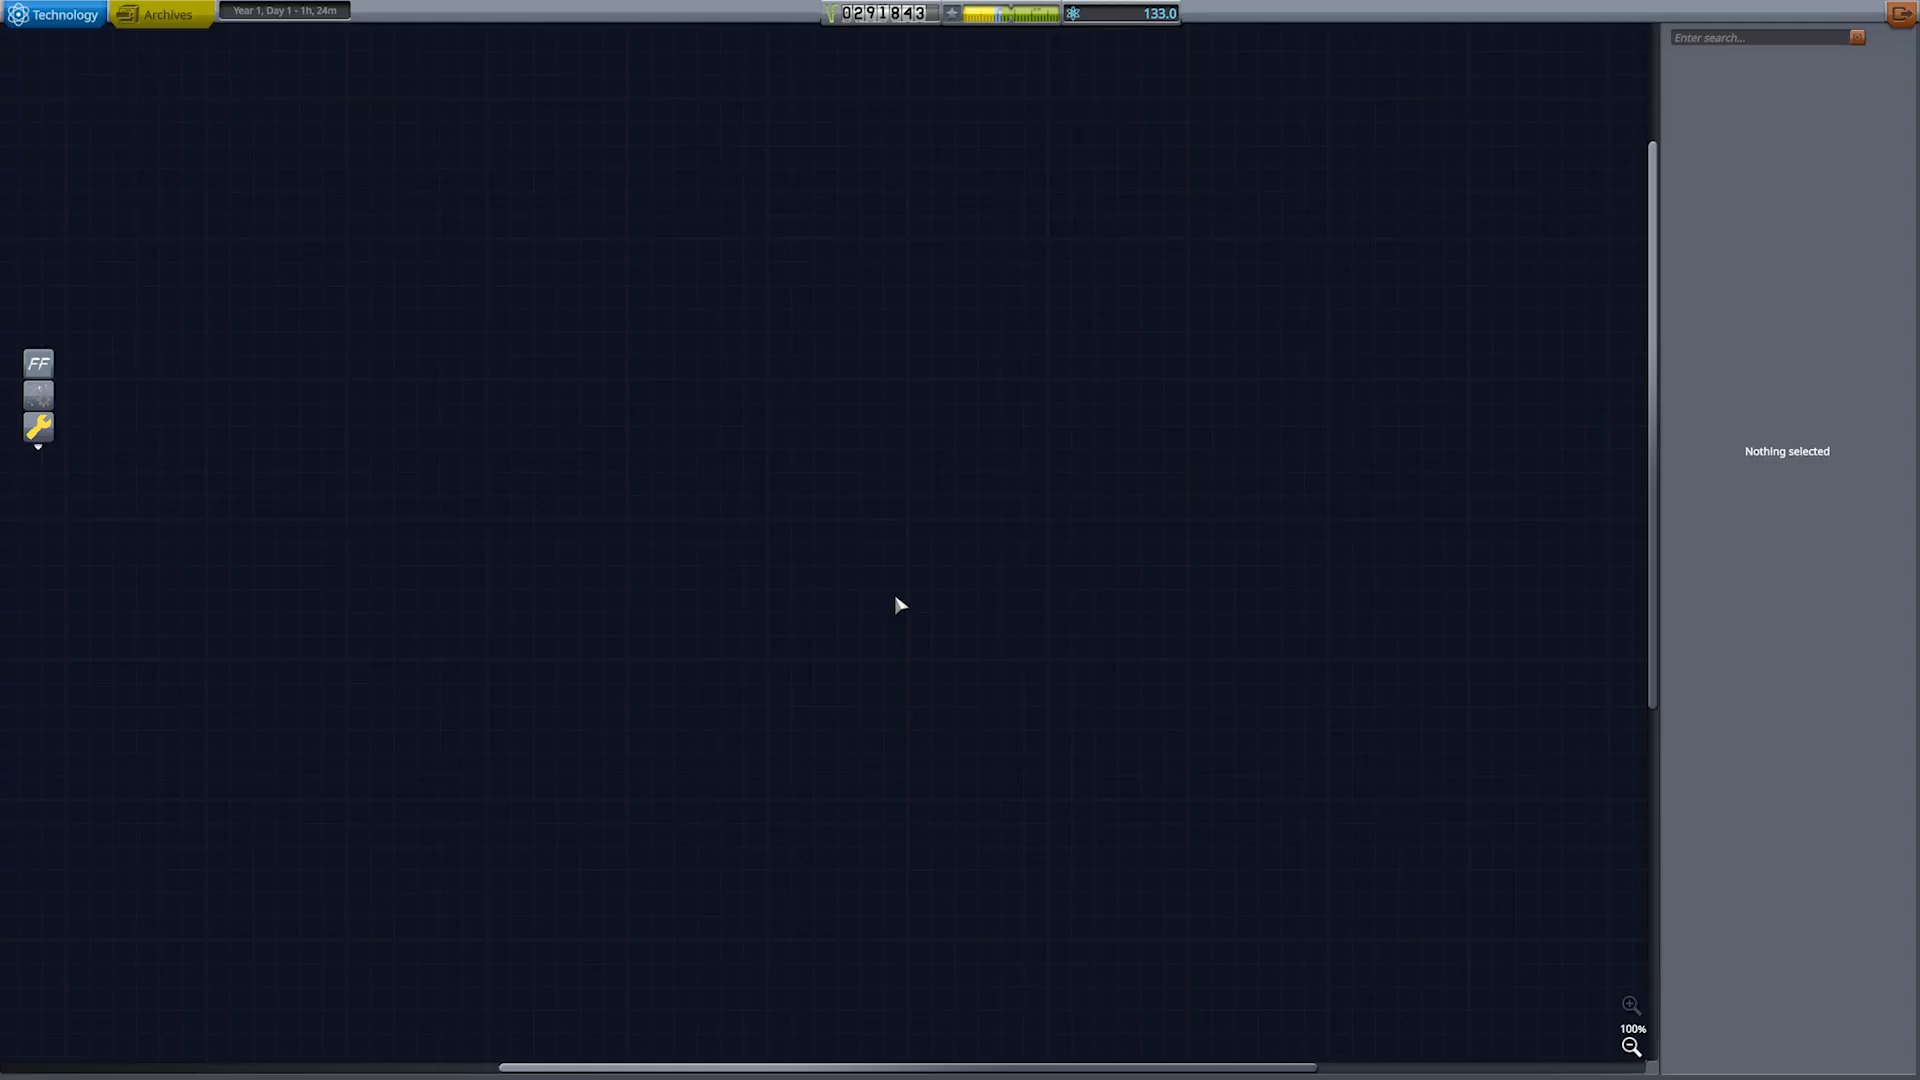 Technology
Archives
Year 1, Day 1 - 1h, 24m
0291843
133.0
Enter search...
FF
Nothing selected
100%